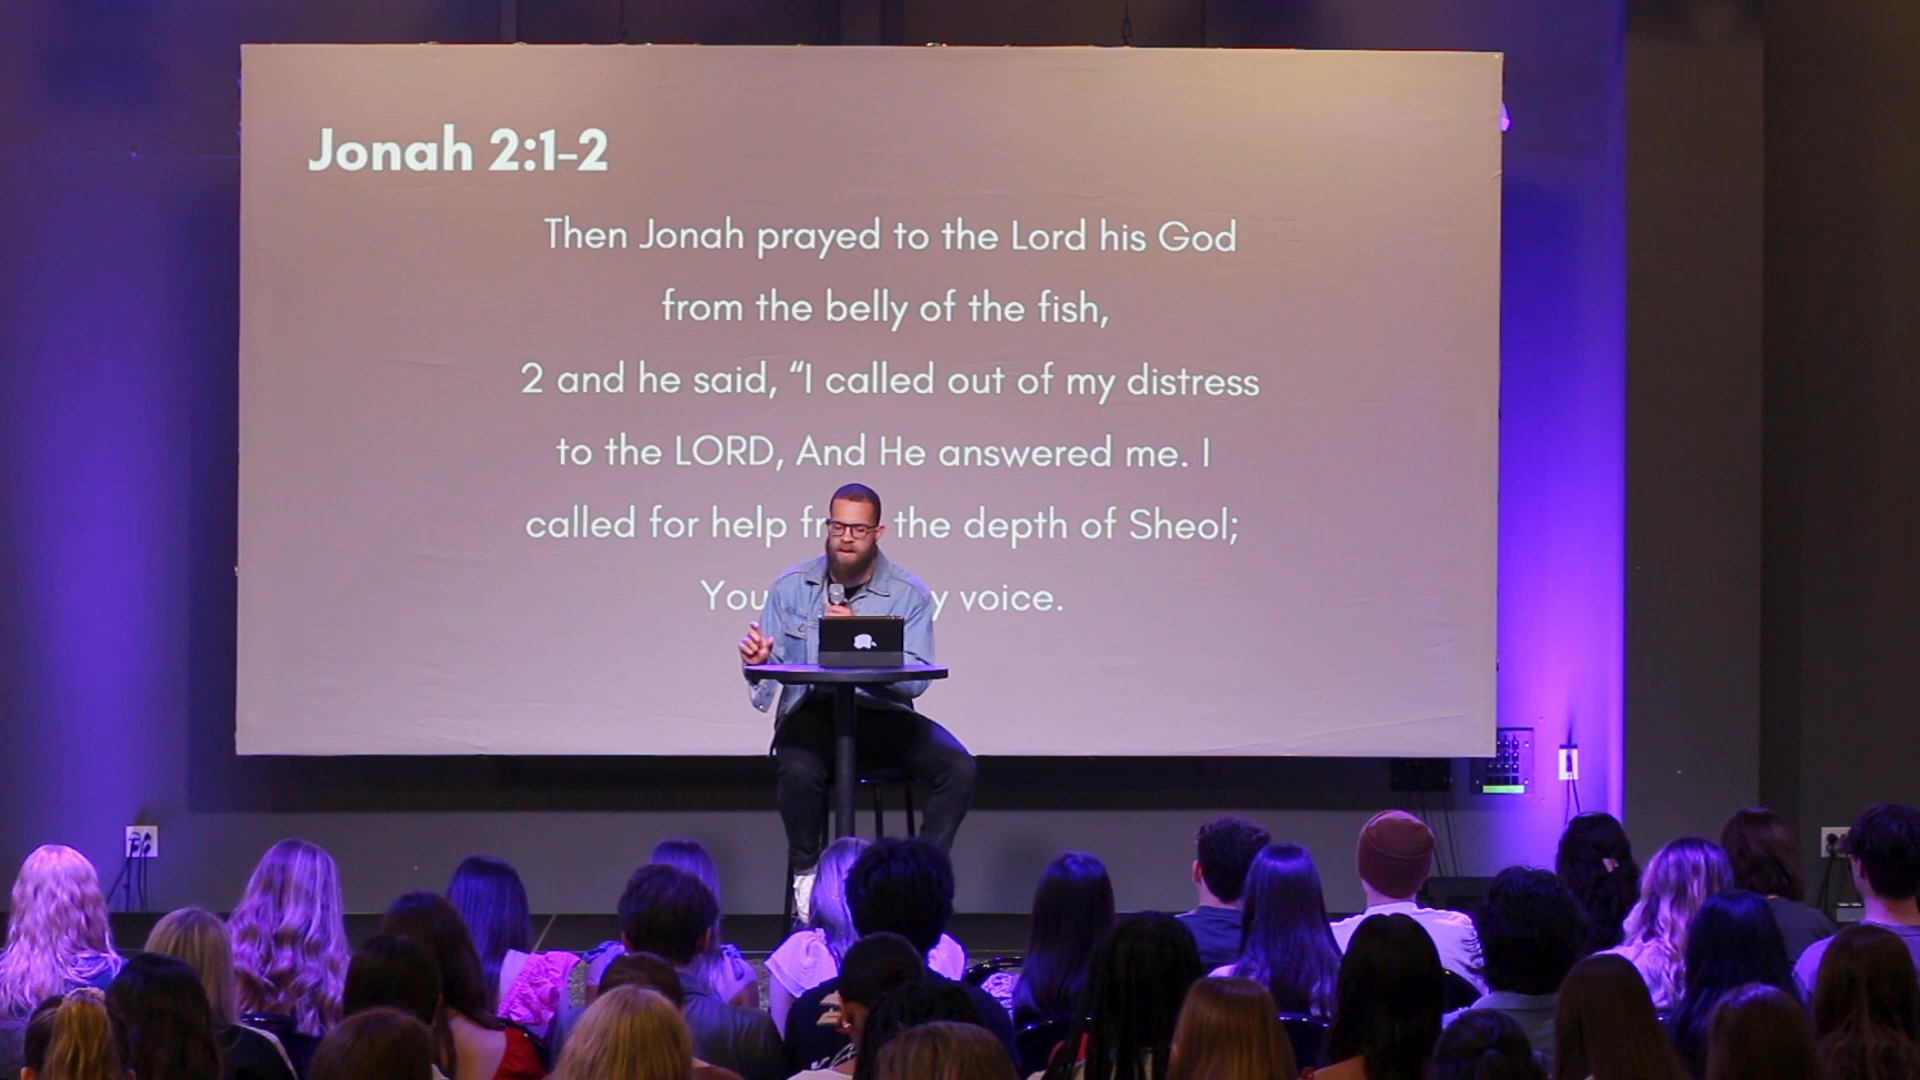 Jonah 2:1-2
Then Jonah prayed to the Lord his God
from the belly of the fish,
2 and he said, “I called out of my distress
to the LORD, And He answered me. I
called for help the depth of Sheol;
You voice.